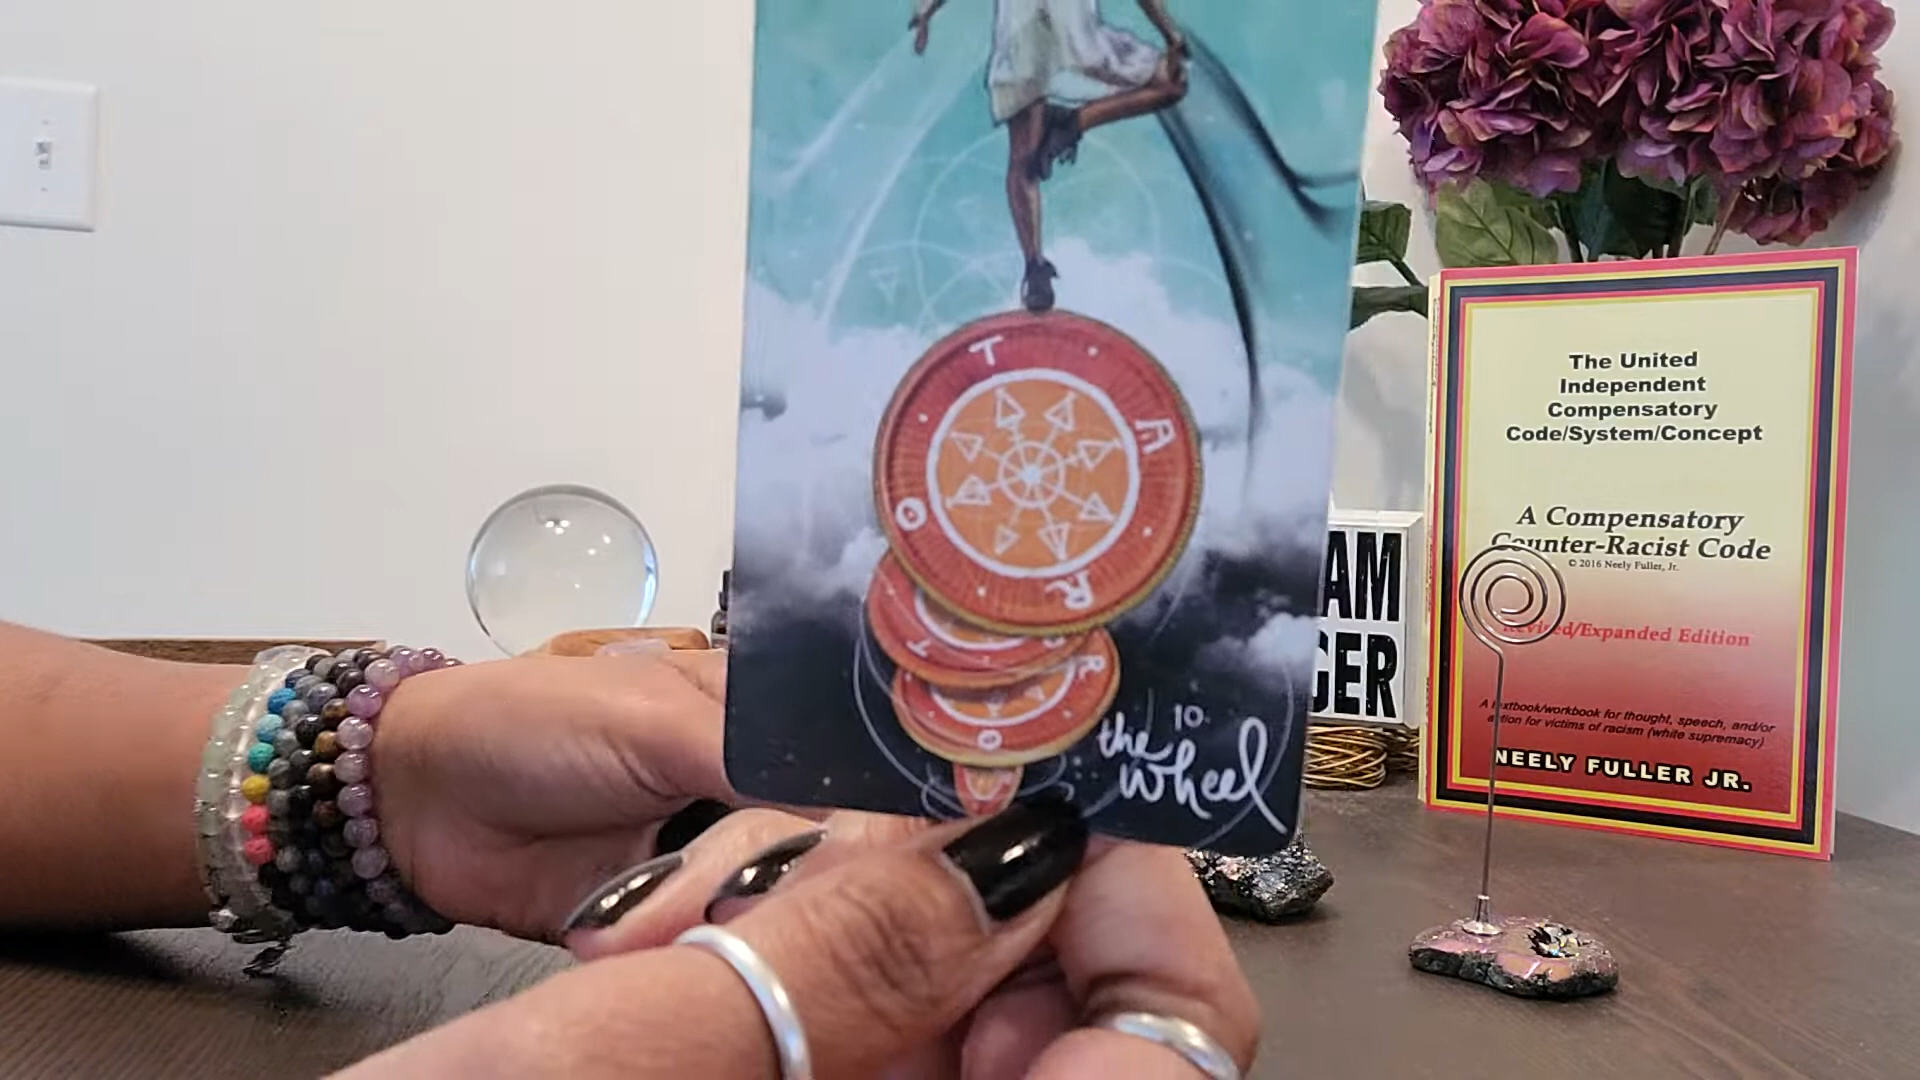 T
A
O
R
T
R
O
10
the
wheel
AM
GER
The United
Independent
Compensatory
Code/System/Concept
A Compensatory
Counter-Racist Code
© 2016 Neely Fuller, Jr.
Revised/Expanded Edition
A textbook/workbook for thought, speech, and/or
action for victims of racism (white supremacy)
NEELY FULLER JR.